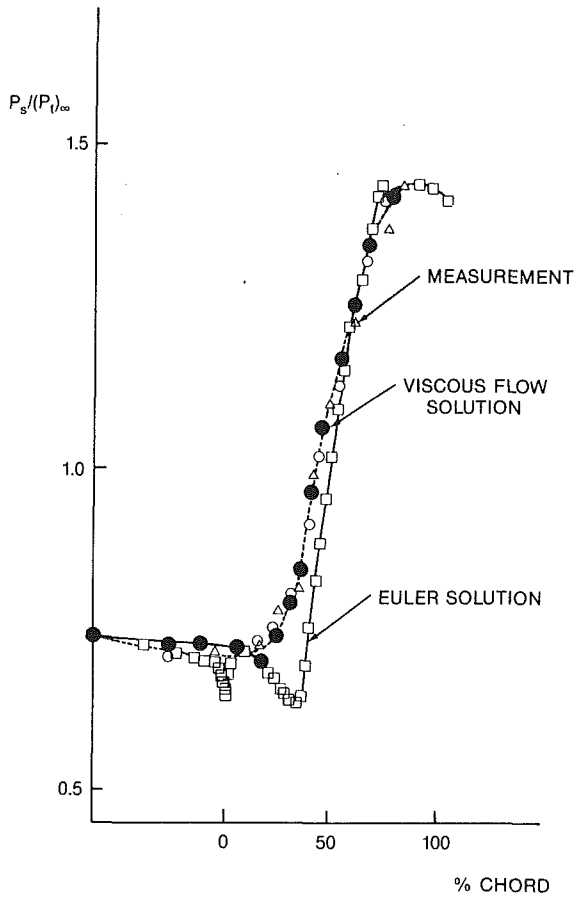 Ps/(Pt)∞
1.5
MEASUREMENT
VISCOUS FLOW
SOLUTION
1.0
EULER SOLUTION
0.5
0
50
100
% CHORD